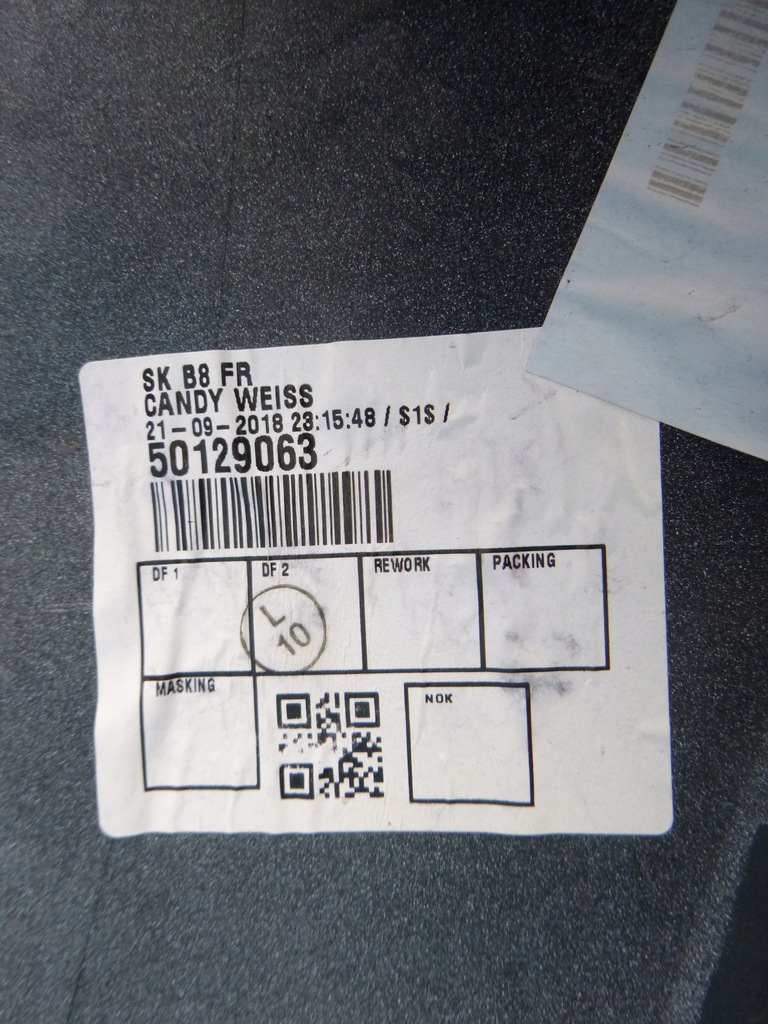 SK B8 FR
CANDY WEISS
21-09-2018 23:15:48 / S1S /
50129063
DF 1
DF 2
REWORK
PACKING
L
10
MASKING
NOK